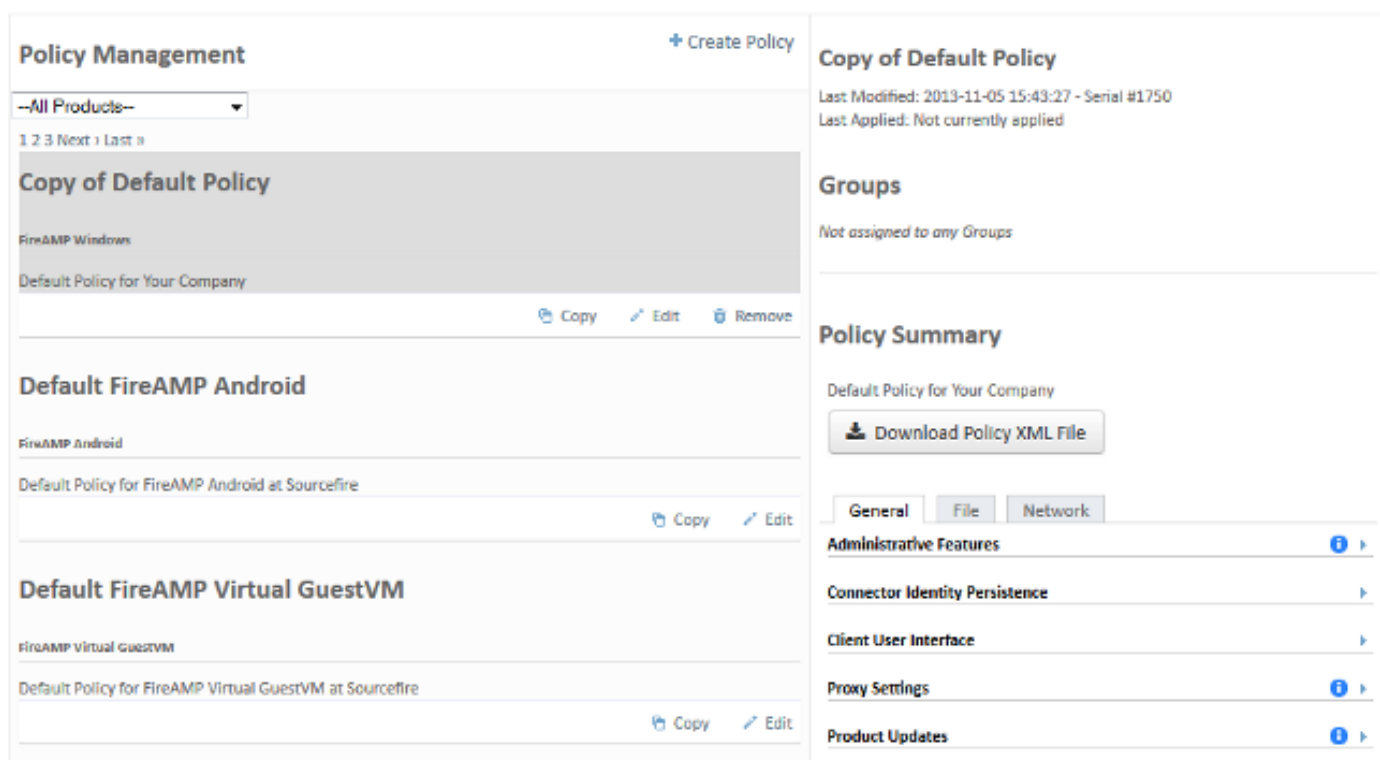 Policy Management
+ Create Policy
--All Products--
1 2 3 Next › Last »
Copy of Default Policy
FireAMP Windows
Default Policy for Your Company
Copy Edit Remove
Default FireAMP Android
FireAMP Android
Default Policy for FireAMP Android at Sourcefire
Copy Edit
Default FireAMP Virtual GuestVM
FireAMP Virtual GuestVM
Default Policy for FireAMP Virtual GuestVM at Sourcefire
Copy Edit
Copy of Default Policy
Last Modified: 2013-11-05 15:43:27 - Serial #1750
Last Applied: Not currently applied
Groups
Not assigned to any Groups
Policy Summary
Default Policy for Your Company
Download Policy XML File
General File Network
Administrative Features
Connector Identity Persistence
Client User Interface
Proxy Settings
Product Updates